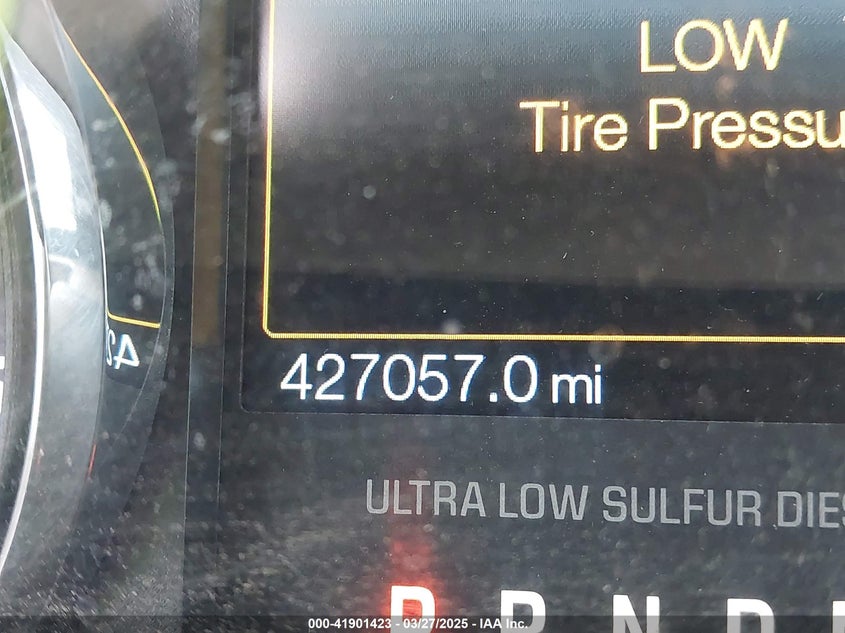 LOW
Tire Pressu
427057.0 mi
ULTRA LOW SULFUR DIES
P R N D
000-41901423 - 03/27/2025 - IAA Inc.